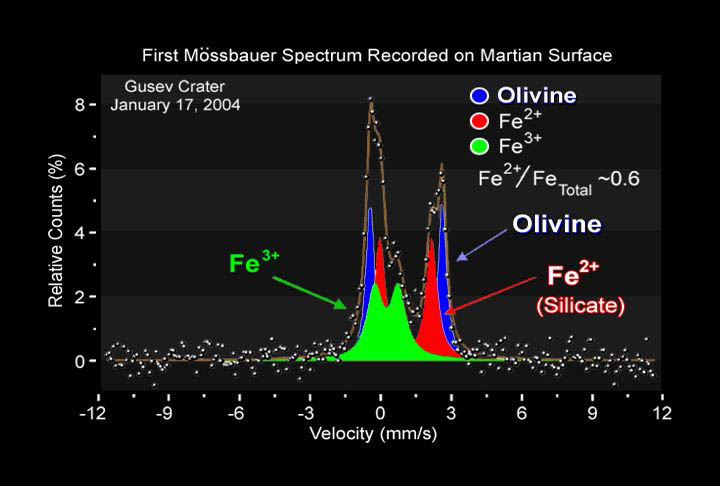 First Mössbauer Spectrum Recorded on Martian Surface
Gusev Crater
January 17, 2004
Olivine
Fe²⁺
Fe³⁺
Fe²⁺/Fe_Total ~0.6
Olivine
Fe³⁺
Fe²⁺
(Silicate)
Relative Counts (%)
8
6
4
2
0
-12 -9 -6 -3 0 3 6 9 12
Velocity (mm/s)